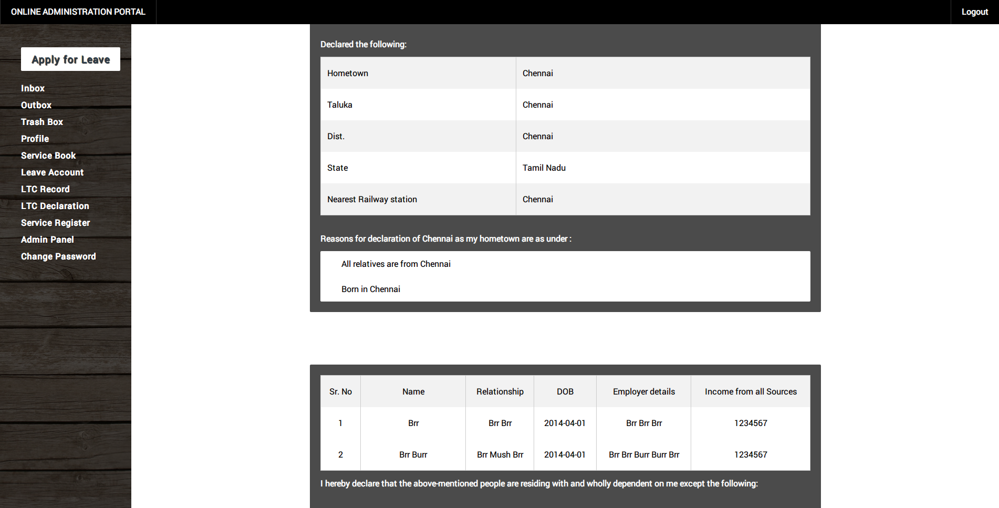 ONLINE ADMINISTRATION PORTAL
Logout
Apply for Leave
Inbox
Outbox
Trash Box
Profile
Service Book
Leave Account
LTC Record
LTC Declaration
Service Register
Admin Panel
Change Password
Declared the following:
Hometown Chennai
Taluka Chennai
Dist. Chennai
State Tamil Nadu
Nearest Railway station Chennai
Reasons for declaration of Chennai as my hometown are as under :
All relatives are from Chennai
Born in Chennai
Sr. No Name Relationship DOB Employer details Income from all Sources
1 Brr Brr Brr 2014-04-01 Brr Brr Brr 1234567
2 Brr Burr Brr Mush Brr 2014-04-01 Brr Brr Burr Burr Brr 1234567
I hereby declare that the above-mentioned people are residing with and wholly dependent on me except the following: